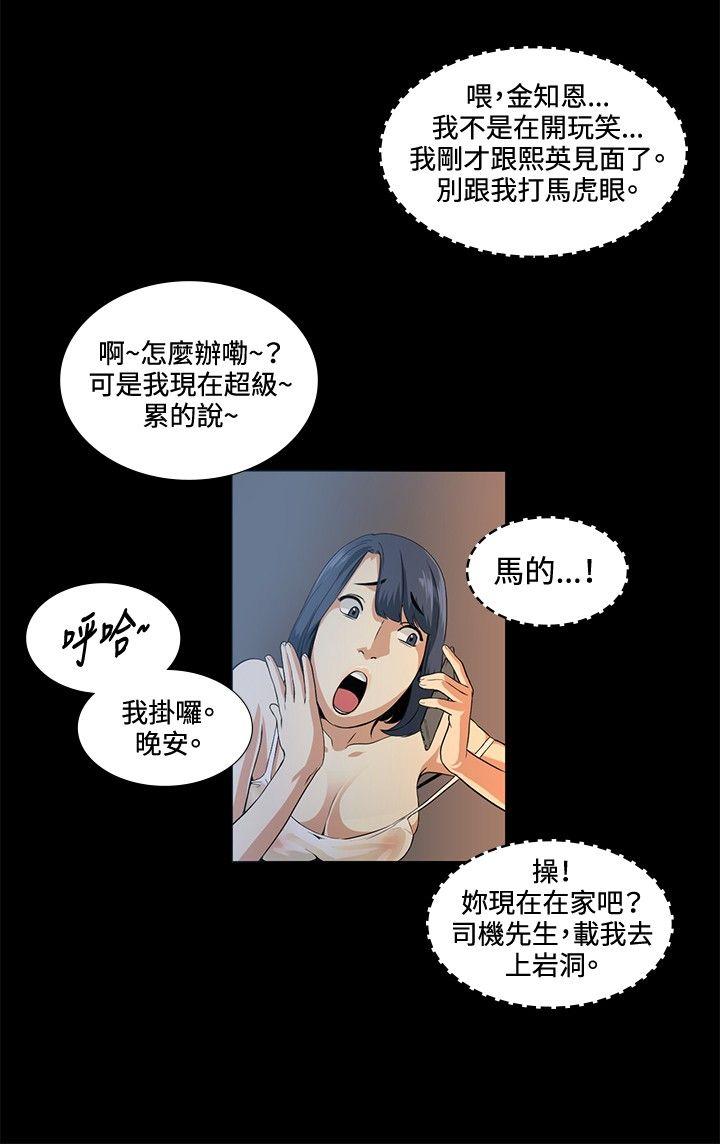 喂,金知恩...
我不是在開玩笑...
我剛才跟熙英見面了。
別跟我打馬虎眼。
啊~怎麼辦嘞~?
可是我現在超級~
累的說~
馬的...!
呼哈~
我掛囉。
晚安。
操!
妳現在在家吧?
司機先生,載我去
上岩洞。